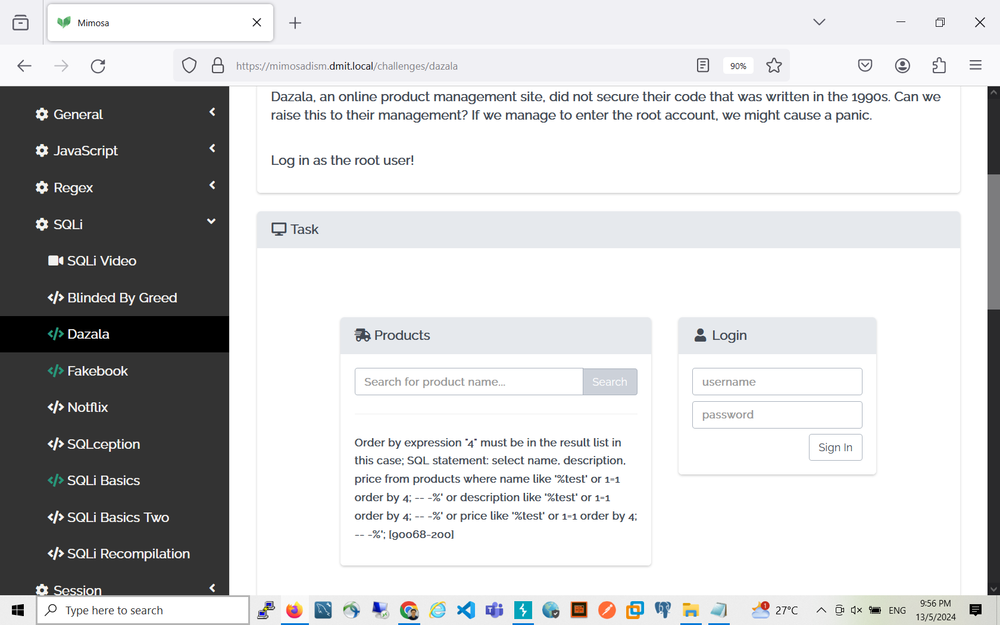 Mimosa
https://mimosadism.dmit.local/challenges/dazala
90%
General
JavaScript
Regex
SQLi
SQLi Video
Blinded By Greed
Dazala
Fakebook
Notflix
SQLception
SQLi Basics
SQLi Basics Two
SQLi Recompilation
Session
Dazala, an online product management site, did not secure their code that was written in the 1990s. Can we
raise this to their management? If we manage to enter the root account, we might cause a panic.
Log in as the root user!
Task
Products
Search for product name...
Search
Order by expression "4" must be in the result list in
this case; SQL statement: select name, description,
price from products where name like '%test' or 1=1
order by 4; -- -%' or description like '%test' or 1=1
order by 4; -- -%' or price like '%test' or 1=1 order by 4;
-- -%'; [90068-200]
Login
username
password
Sign In
Type here to search
1
27°C
ENG
9:56 PM
13/5/2024